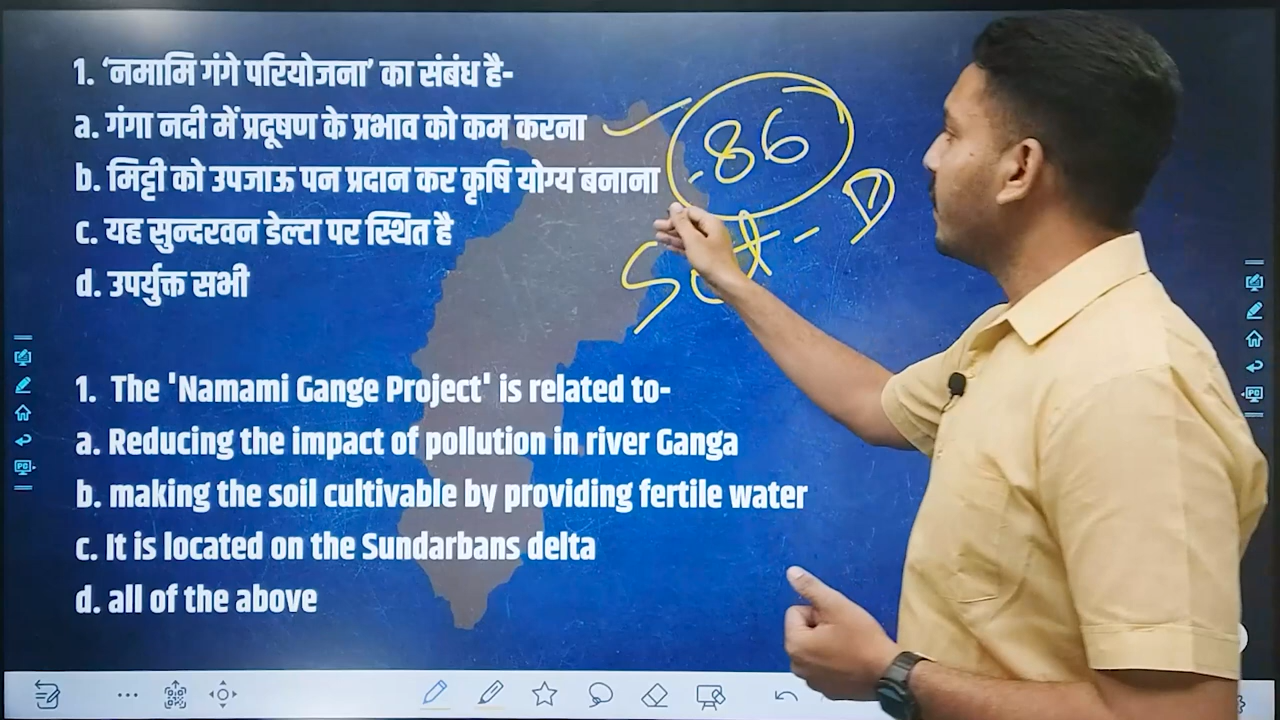 1. ‘नमामि गंगे परियोजना’ का संबंध है-
a. गंगा नदी में प्रदूषण के प्रभाव को कम करना
b. मिट्टी को उपजाऊ पन प्रदान कर कृषि योग्य बनाना
c. यह सुन्दरवन डेल्टा पर स्थित है
d. उपर्युक्त सभी
86
Set - D
1. The 'Namami Gange Project' is related to-
a. Reducing the impact of pollution in river Ganga
b. making the soil cultivable by providing fertile water
c. It is located on the Sundarbans delta
d. all of the above